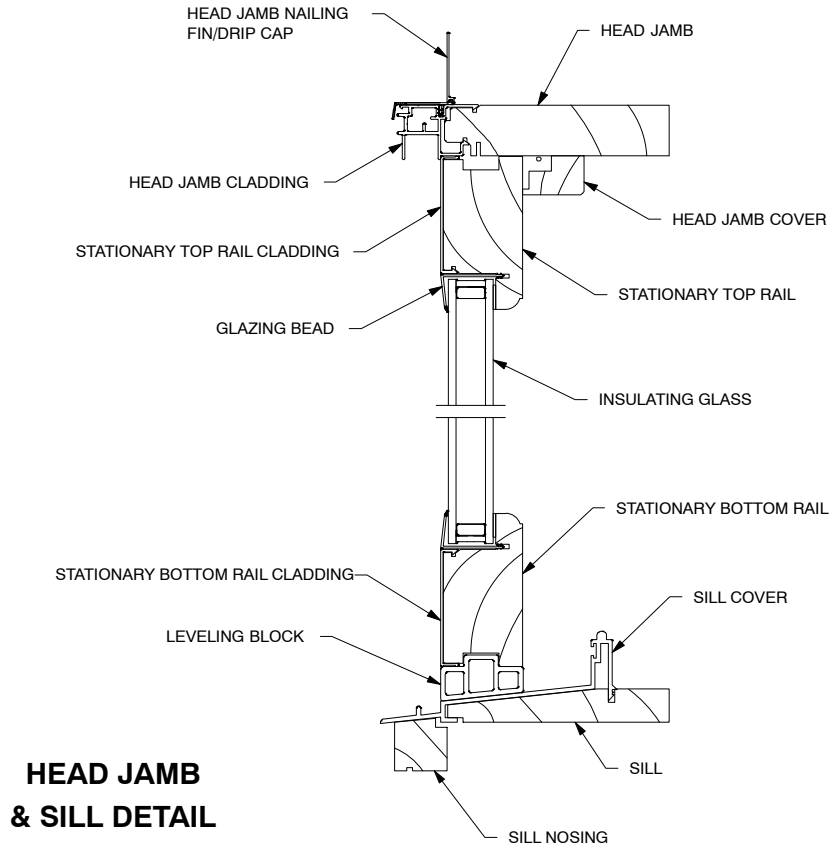 HEAD JAMB NAILING
FIN/DRIP CAP
HEAD JAMB
HEAD JAMB CLADDING
HEAD JAMB COVER
STATIONARY TOP RAIL CLADDING
STATIONARY TOP RAIL
GLAZING BEAD
INSULATING GLASS
STATIONARY BOTTOM RAIL
STATIONARY BOTTOM RAIL CLADDING
SILL COVER
LEVELING BLOCK
SILL
HEAD JAMB
& SILL DETAIL
SILL NOSING